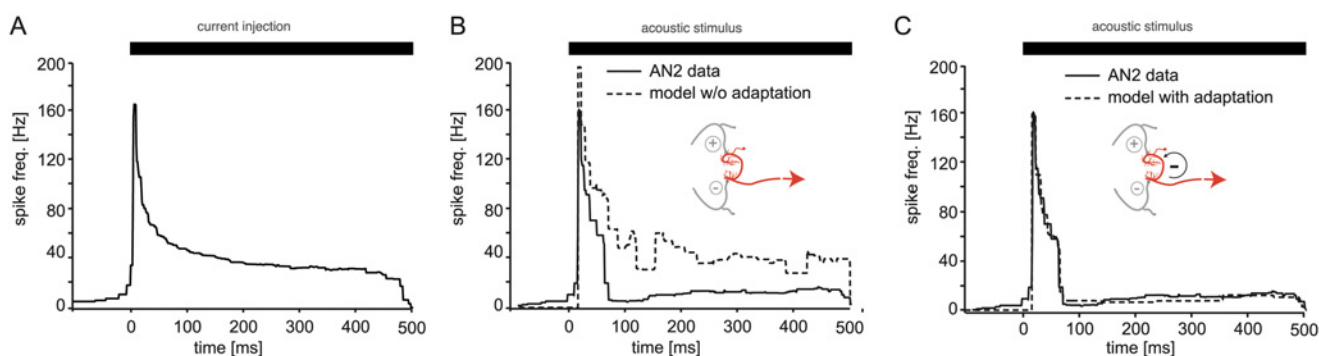 A
current injection
spike freq. [Hz]
200
160
120
80
40
0
0 100 200 300 400 500
time [ms]
B
acoustic stimulus
AN2 data
model w/o adaptation
+
-
spike freq. [Hz]
200
160
120
80
40
0
0 100 200 300 400 500
time [ms]
C
acoustic stimulus
AN2 data
model with adaptation
+
-
-
spike freq. [Hz]
200
160
120
80
40
0
0 100 200 300 400 500
time [ms]